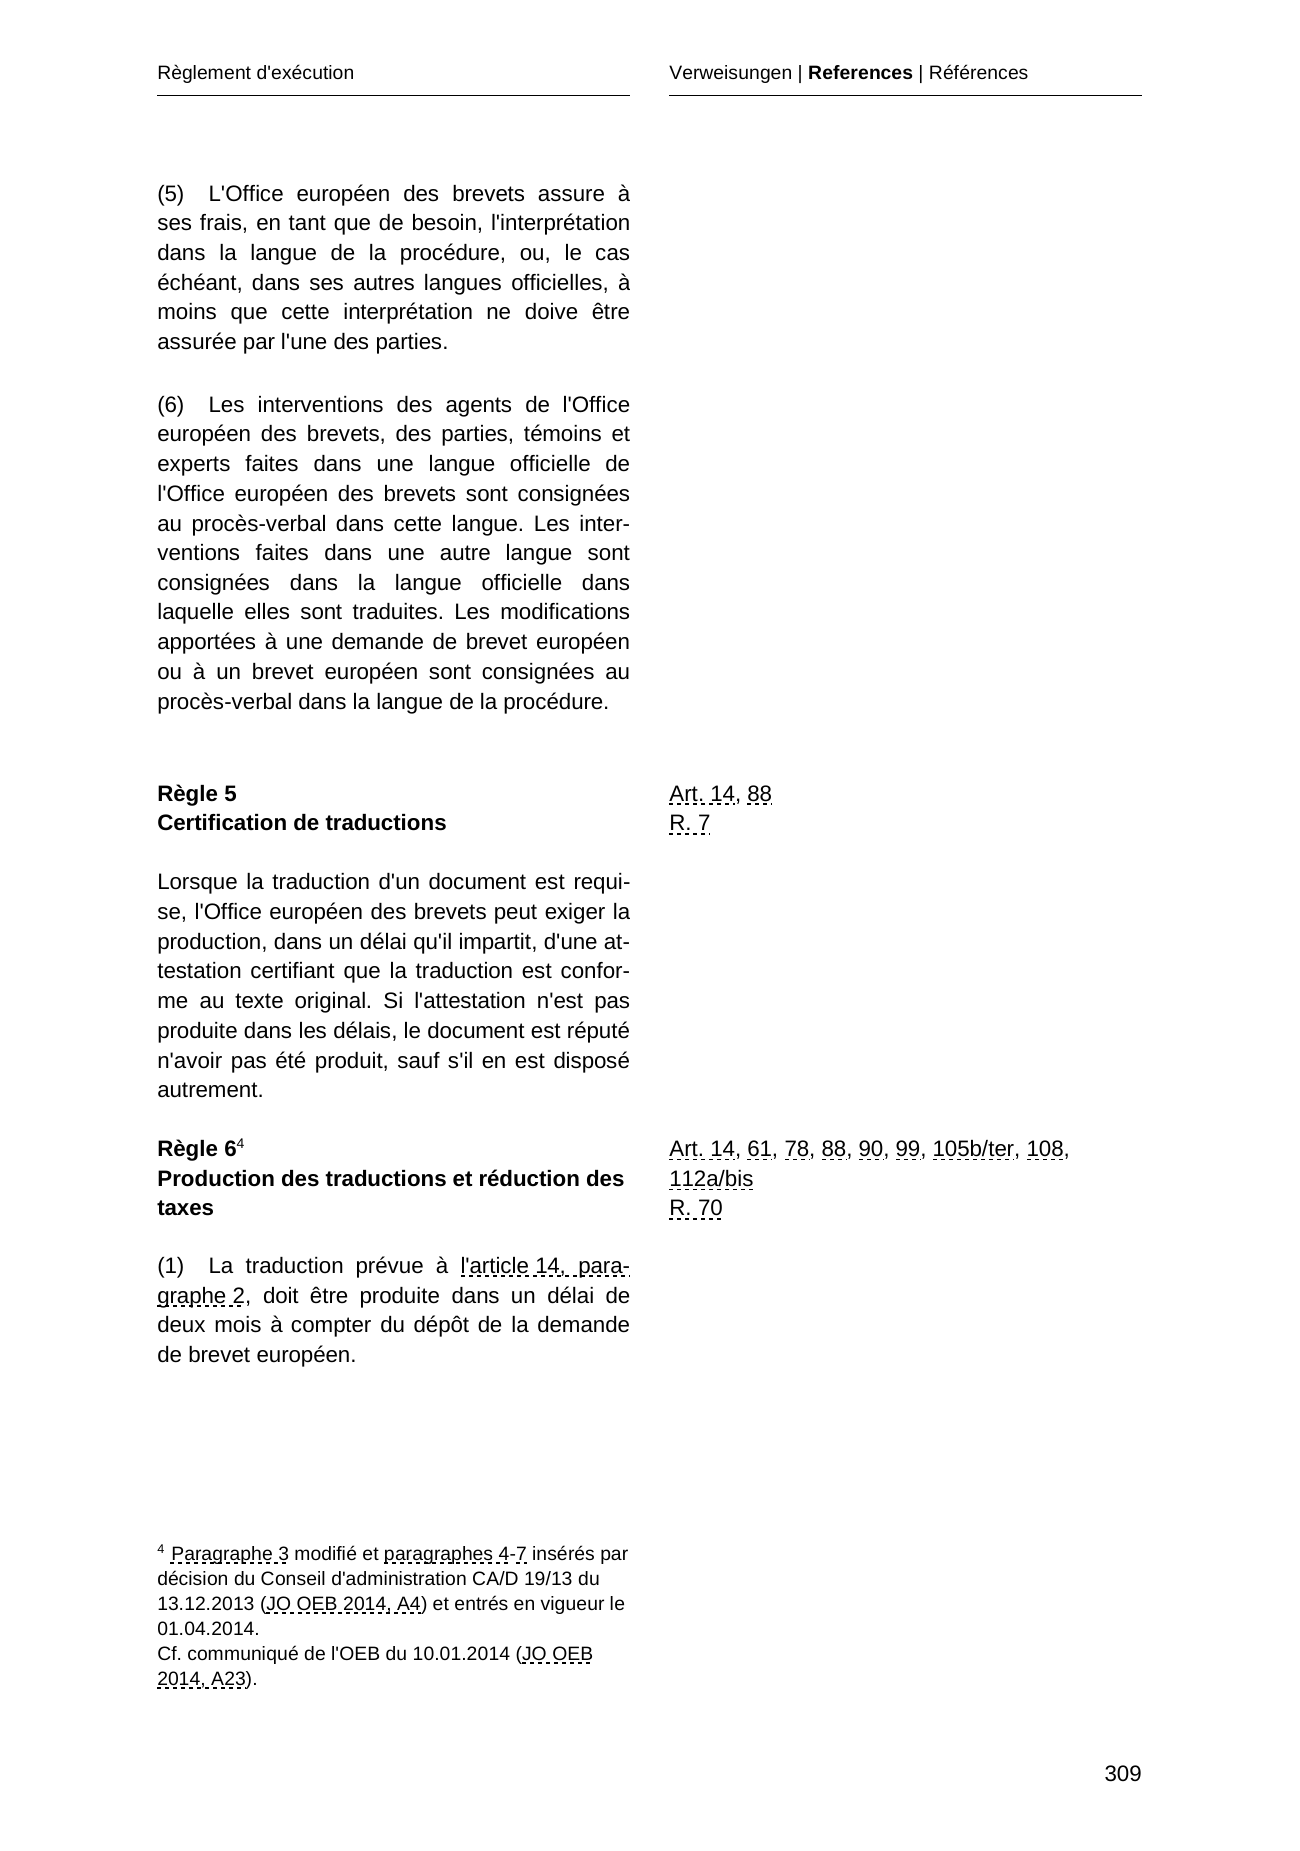 Règlement d'exécution
Verweisungen | References | Références
(5) L'Office européen des brevets assure à
ses frais, en tant que de besoin, l'interprétation
dans la langue de la procédure, ou, le cas
échéant, dans ses autres langues officielles, à
moins que cette interprétation ne doive être
assurée par l'une des parties.
(6) Les interventions des agents de l'Office
européen des brevets, des parties, témoins et
experts faites dans une langue officielle de
l'Office européen des brevets sont consignées
au procès-verbal dans cette langue. Les inter-
ventions faites dans une autre langue sont
consignées dans la langue officielle dans
laquelle elles sont traduites. Les modifications
apportées à une demande de brevet européen
ou à un brevet européen sont consignées au
procès-verbal dans la langue de la procédure.
Règle 5
Certification de traductions
Art. 14, 88
R. 7
Lorsque la traduction d'un document est requi-
se, l'Office européen des brevets peut exiger la
production, dans un délai qu'il impartit, d'une at-
testation certifiant que la traduction est confor-
me au texte original. Si l'attestation n'est pas
produite dans les délais, le document est réputé
n'avoir pas été produit, sauf s'il en est disposé
autrement.
Règle 6⁴
Production des traductions et réduction des
taxes
Art. 14, 61, 78, 88, 90, 99, 105b/ter, 108,
112a/bis
R. 70
(1) La traduction prévue à l'article 14, para-
graphe 2, doit être produite dans un délai de
deux mois à compter du dépôt de la demande
de brevet européen.
⁴ Paragraphe 3 modifié et paragraphes 4-7 insérés par
décision du Conseil d'administration CA/D 19/13 du
13.12.2013 (JO OEB 2014, A4) et entrés en vigueur le
01.04.2014.
Cf. communiqué de l'OEB du 10.01.2014 (JO OEB
2014, A23).
309